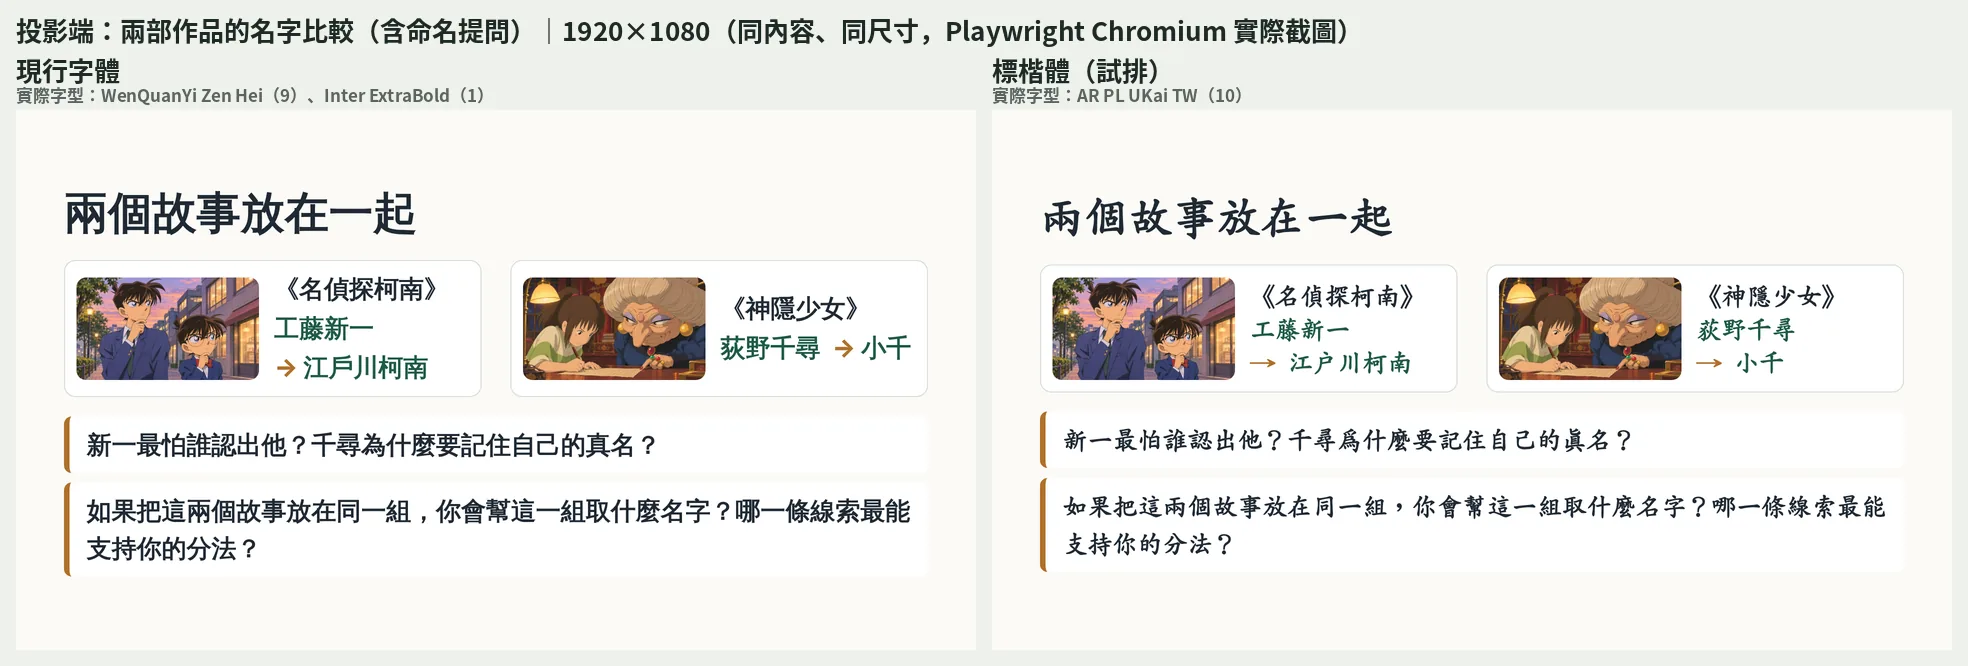 投影端：兩部作品的名字比較（含命名提問）｜1920×1080（同內容、同尺寸，Playwright Chromium 實際截圖）
現行字體
實際字型：WenQuanYi Zen Hei（9）、Inter ExtraBold（1）
兩個故事放在一起
《名偵探柯南》
工藤新一
→ 江戶川柯南
《神隱少女》
荻野千尋 → 小千
新一最怕誰認出他？千尋為什麼要記住自己的真名？
如果把這兩個故事放在同一組，你會幫這一組取什麼名字？哪一條線索最能
支持你的分法？
標楷體（試排）
實際字型：AR PL UKai TW（10）
兩個故事放在一起
《名偵探柯南》
工藤新一
→ 江戶川柯南
《神隱少女》
荻野千尋
→ 小千
新一最怕誰認出他？千尋爲什麼要記住自己的眞名？
如果把這兩個故事放在同一組，你會幫這一組取什麼名字？哪一條線索最能
支持你的分法？